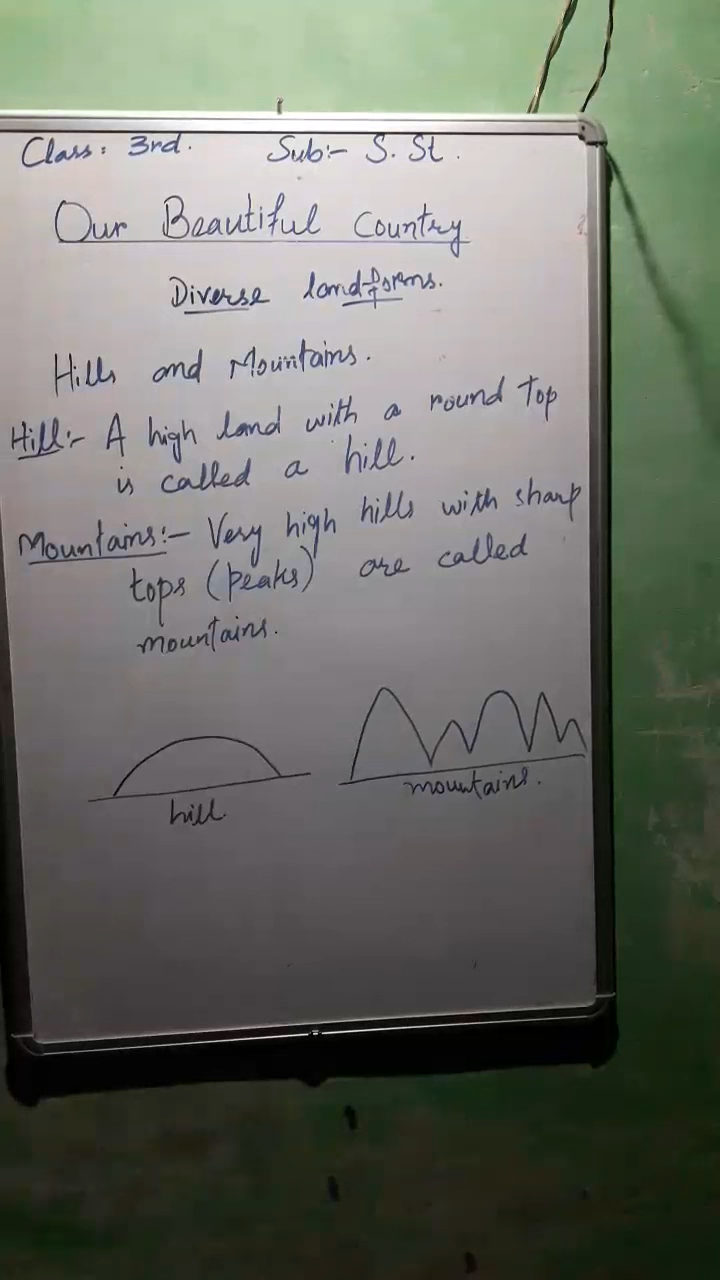 Class: 3rd. Sub:- S. St.
Our Beautiful Country
Diverse landforms.
Hills and Mountains.
Hill:- A high land with a round top
is called a hill.
Mountains:- Very high hills with sharp
tops (peaks) are called
mountains.
hill.
mountains.